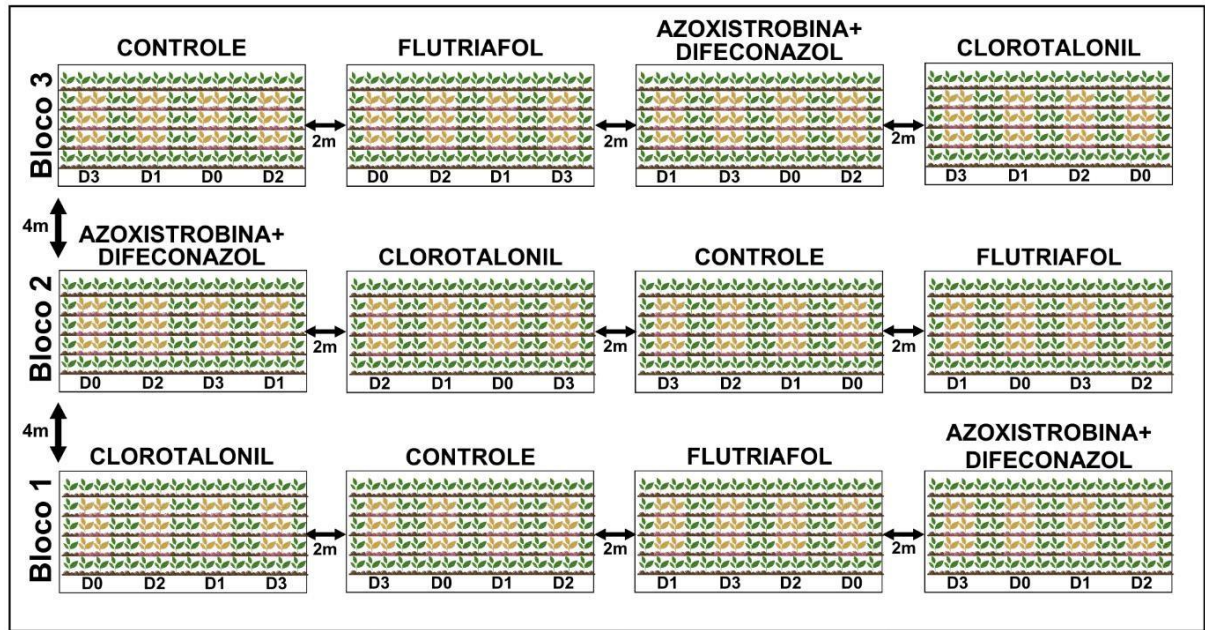 CONTROLE
FLUTRIAFOL
AZOXISTROBINA+
DIFECONAZOL
CLOROTALONIL
Bloco 3
2m
2m
2m
D3 D1 D0 D2
D0 D2 D1 D3
D1 D3 D0 D2
D3 D1 D2 D0
4m
AZOXISTROBINA+
DIFECONAZOL
CLOROTALONIL
CONTROLE
FLUTRIAFOL
Bloco 2
2m
2m
2m
D0 D2 D3 D1
D2 D1 D0 D3
D3 D2 D1 D0
D1 D0 D3 D2
4m
CLOROTALONIL
CONTROLE
FLUTRIAFOL
AZOXISTROBINA+
DIFECONAZOL
Bloco 1
2m
2m
2m
D0 D2 D1 D3
D3 D0 D1 D2
D1 D3 D2 D0
D3 D0 D1 D2